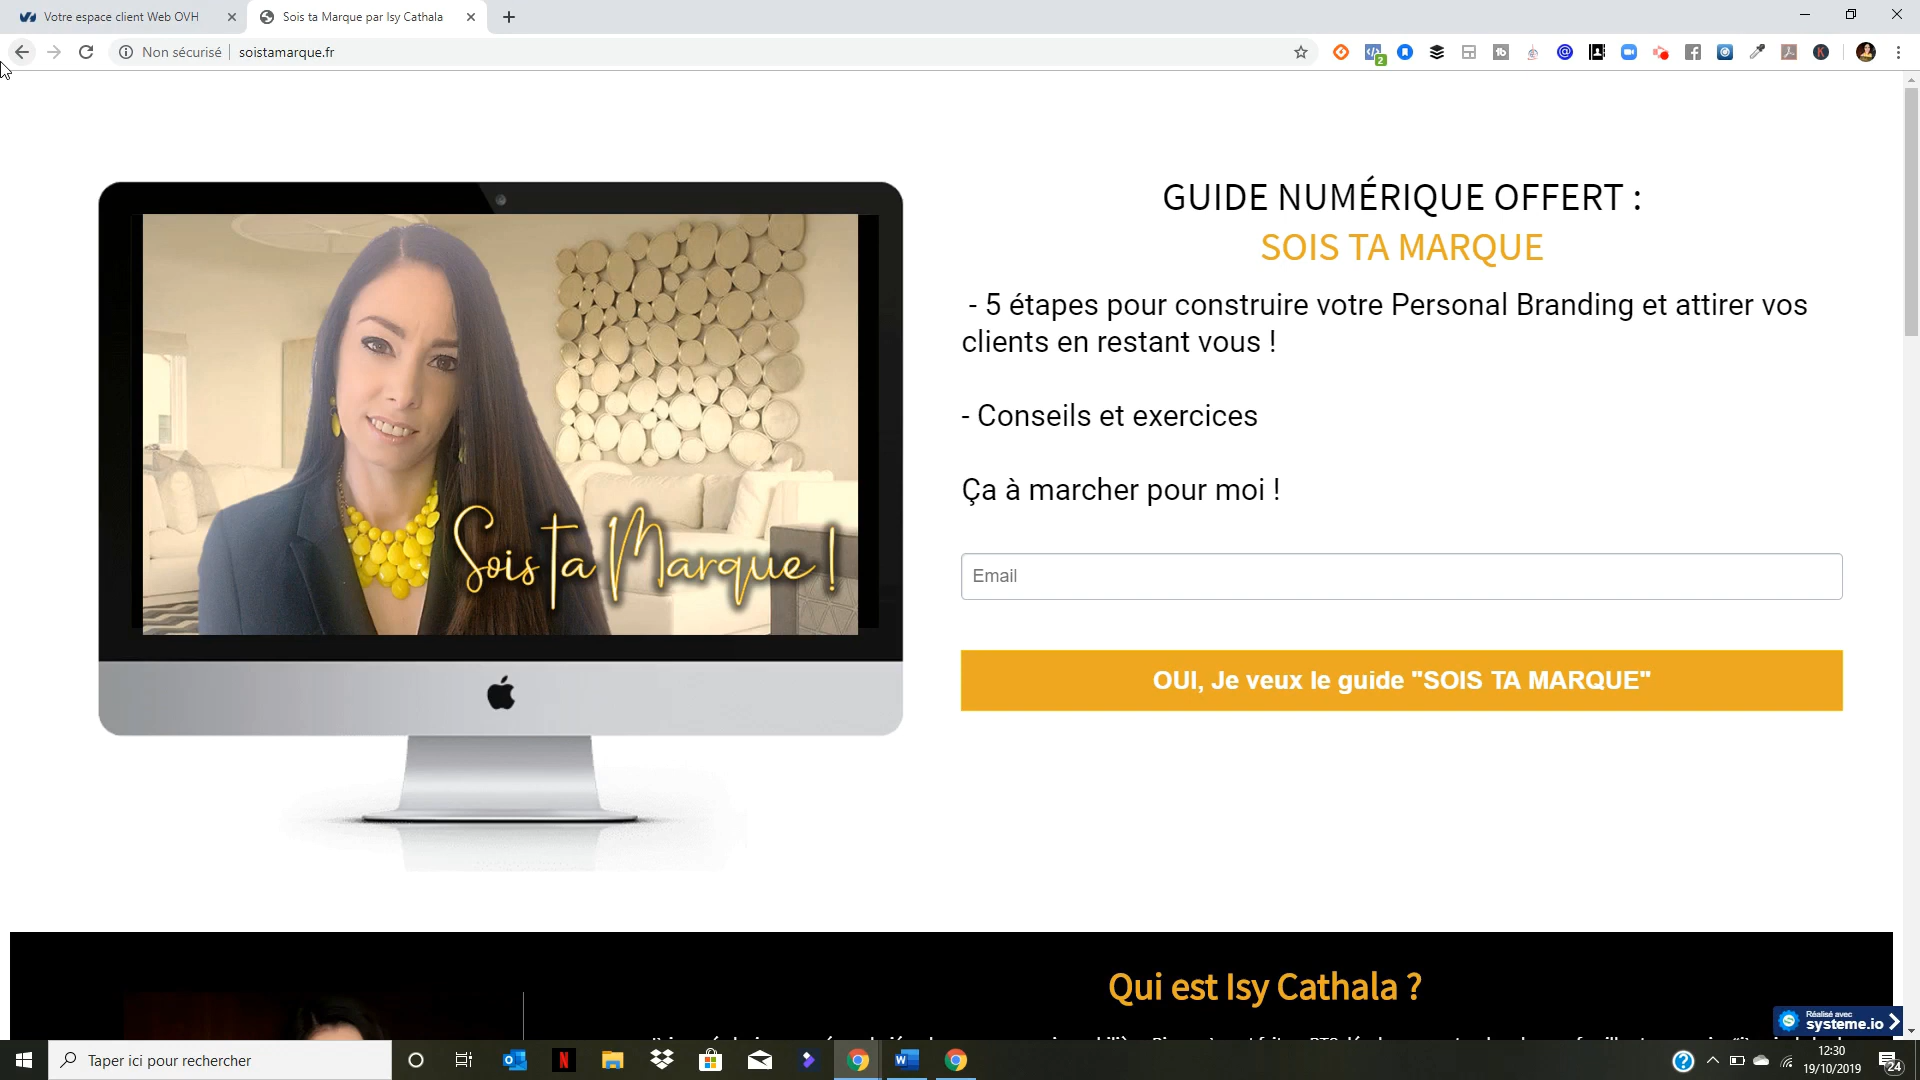 Votre espace client Web OVH
Sois ta Marque par Isy Cathala
Non sécurisé
soistamarque.fr
2
GUIDE NUMÉRIQUE OFFERT :
SOIS TA MARQUE
- 5 étapes pour construire votre Personal Branding et attirer vos
clients en restant vous !
- Conseils et exercices
Ça à marcher pour moi !
Sois ta Marque !
Email
OUI, Je veux le guide "SOIS TA MARQUE"
Qui est Isy Cathala ?
Réalisé avec
systeme.io
Taper ici pour rechercher
12:30
19/10/2019
24